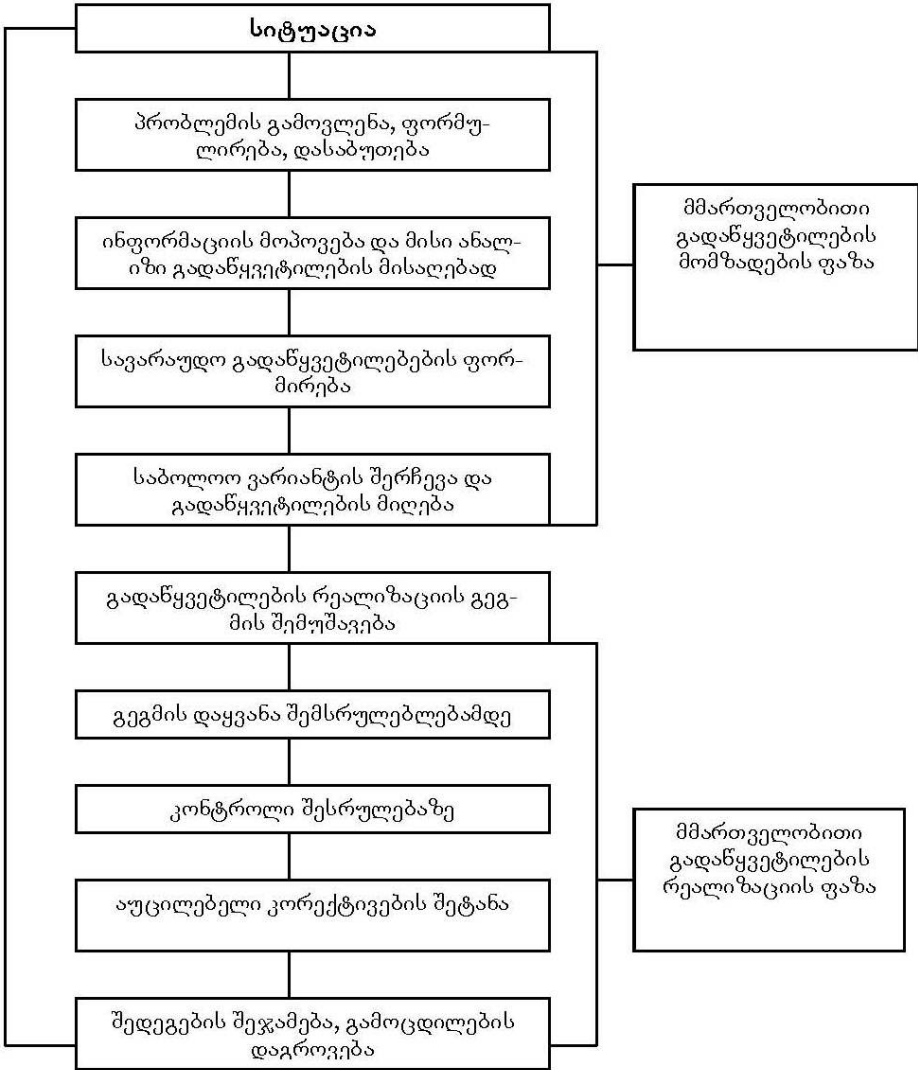 სიტუაცია
პრობლემის გამოვლენა, ფორმუ-
ლირება, დასაბუთება
ინფორმაციის მოპოვება და მისი ანალ-
იზი გადაწყვეტილების მისაღებად
სავარაუდო გადაწყვეტილებების ფორ-
მირება
საბოლოო ვარიანტის შერჩევა და
გადაწყვეტილების მიღება
მმართველობითი
გადაწყვეტილების
მომზადების ფაზა
გადაწყვეტილების რეალიზაციის გეგ-
მის შემუშავება
გეგმის დაყვანა შემსრულებლებამდე
კონტროლი შესრულებაზე
აუცილებელი კორექტივების შეტანა
შედეგების შეჯამება, გამოცდილების
დაგროვება
მმართველობითი
გადაწყვეტილების
რეალიზაციის ფაზა